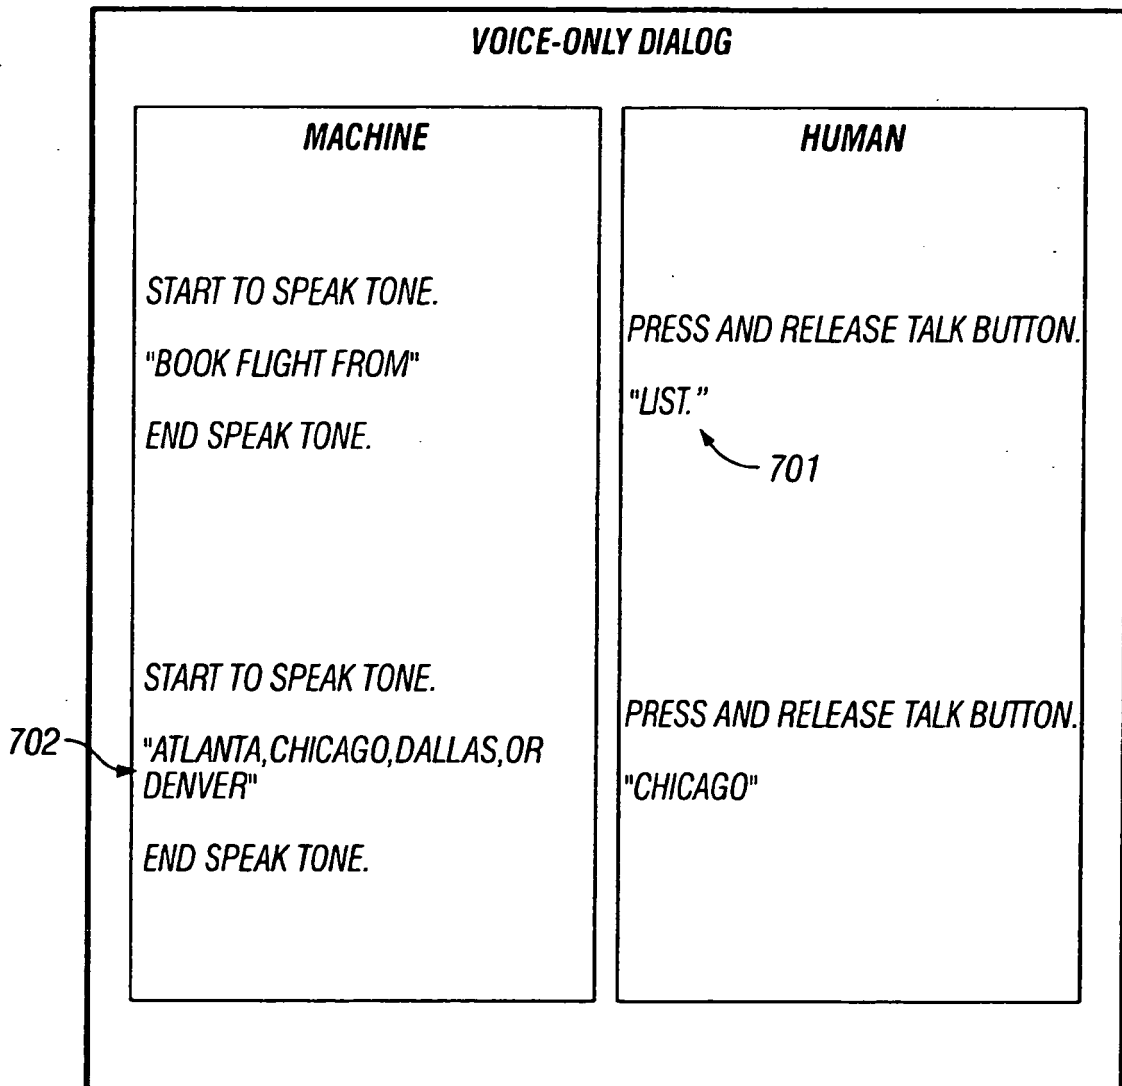 VOICE-ONLY DIALOG
MACHINE
START TO SPEAK TONE.
"BOOK FLIGHT FROM"
END SPEAK TONE.
START TO SPEAK TONE.
702
"ATLANTA,CHICAGO,DALLAS,OR
DENVER"
END SPEAK TONE.
HUMAN
PRESS AND RELEASE TALK BUTTON.
"LIST."
701
PRESS AND RELEASE TALK BUTTON.
"CHICAGO"